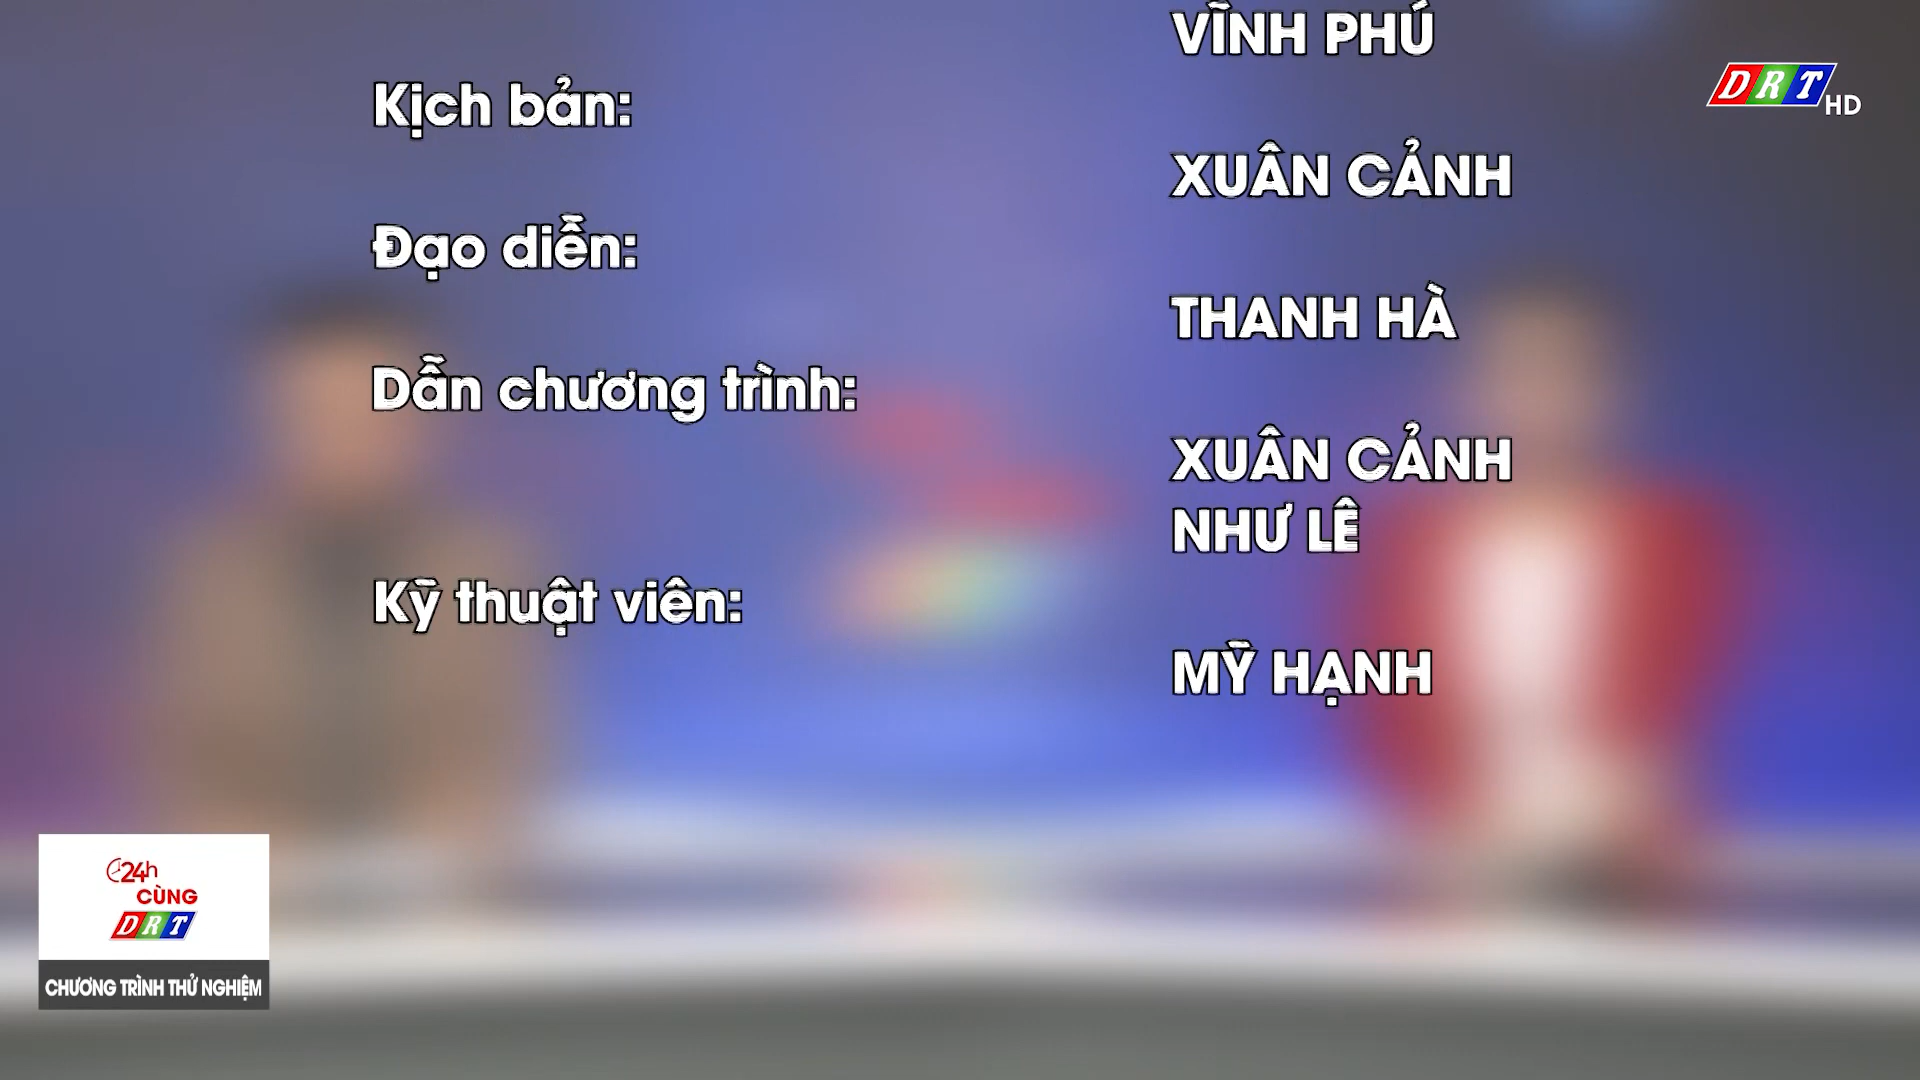 VĨNH PHÚ
DRT HD
Kịch bản:
XUÂN CẢNH
Đạo diễn:
THANH HÀ
Dẫn chương trình:
XUÂN CẢNH
NHƯ LÊ
Kỹ thuật viên:
MỸ HẠNH
24h
CÙNG
DRT
CHƯƠNG TRÌNH THỬ NGHIỆM